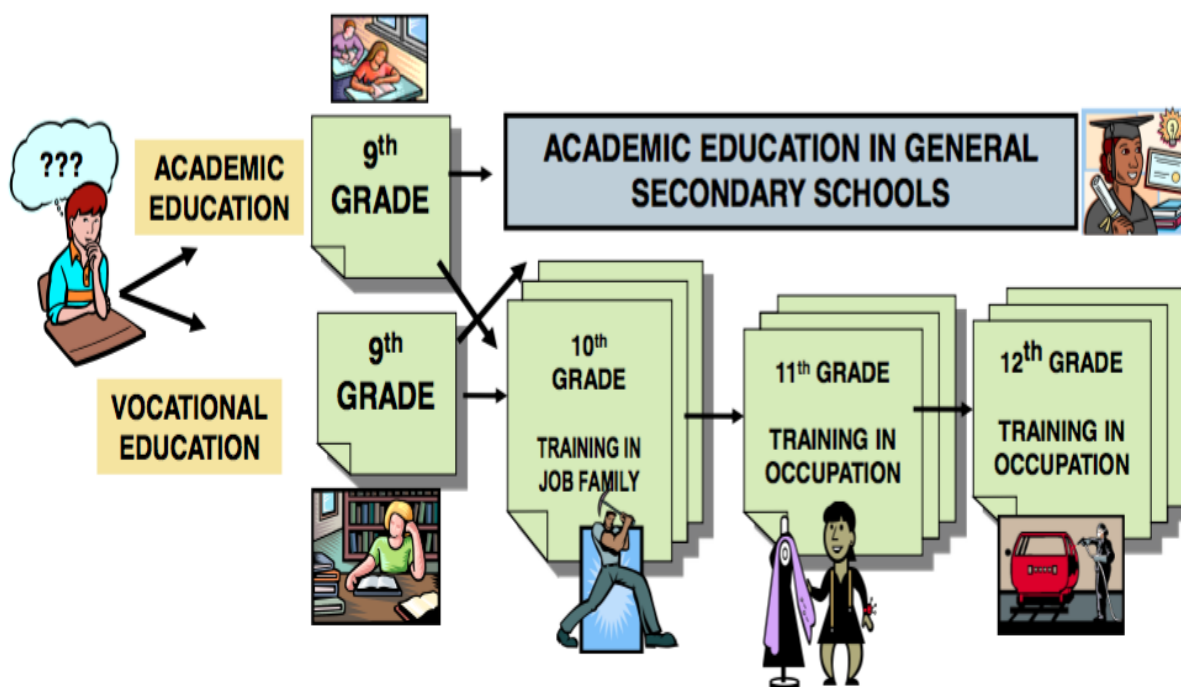 ???
ACADEMIC
EDUCATION
9th
GRADE
ACADEMIC EDUCATION IN GENERAL
SECONDARY SCHOOLS
VOCATIONAL
EDUCATION
9th
GRADE
10th
GRADE
TRAINING IN
JOB FAMILY
11th GRADE
TRAINING IN
OCCUPATION
12th GRADE
TRAINING IN
OCCUPATION